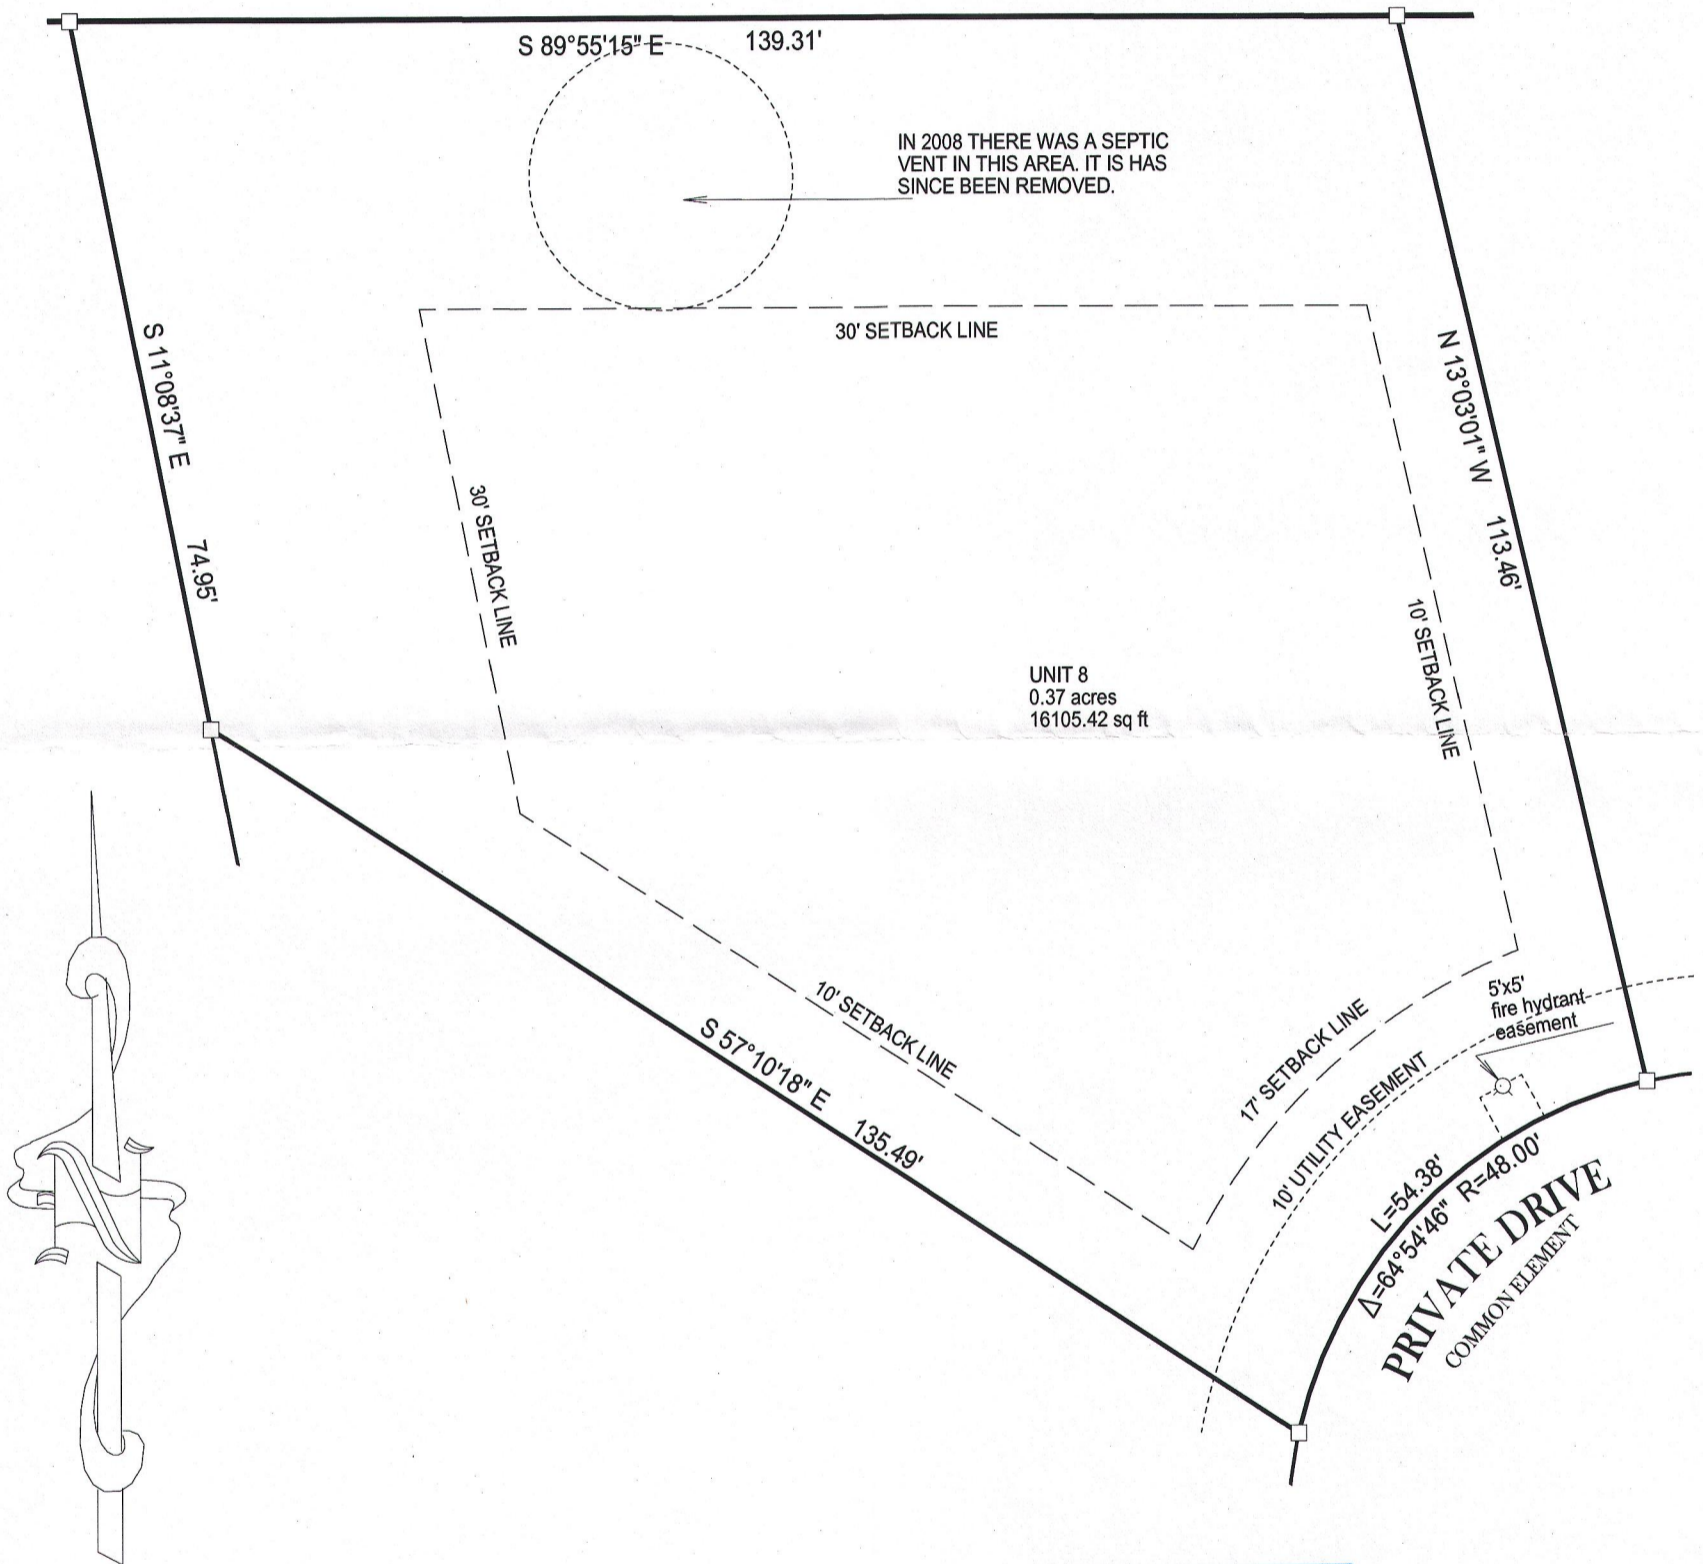 S 89°55'15" E 139.31'
IN 2008 THERE WAS A SEPTIC
VENT IN THIS AREA. IT IS HAS
SINCE BEEN REMOVED.
30' SETBACK LINE
S 11°08'37" E 74.95'
30' SETBACK LINE
N 13°03'01" W 113.46'
10' SETBACK LINE
UNIT 8
0.37 acres
16105.42 sq ft
10' SETBACK LINE
S 57°10'18" E 135.49'
17' SETBACK LINE
5'x5'
fire hydrant
easement
10' UTILITY EASEMENT
L=54.38'
Δ=64°54'46" R=48.00'
PRIVATE DRIVE
COMMON ELEMENT
N